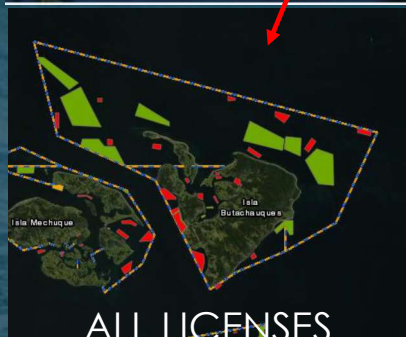 Isla
Butachauques
Isla Mechuque
ALL LICENSES